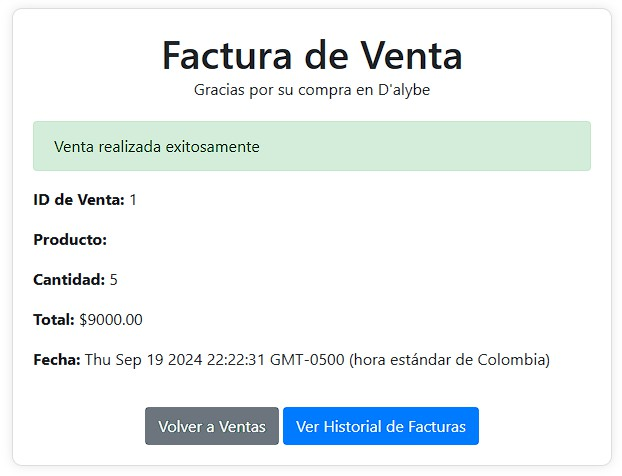 Factura de Venta
Gracias por su compra en D'alybe
Venta realizada exitosamente
ID de Venta: 1
Producto:
Cantidad: 5
Total: $9000.00
Fecha: Thu Sep 19 2024 22:22:31 GMT-0500 (hora estándar de Colombia)
Volver a Ventas Ver Historial de Facturas